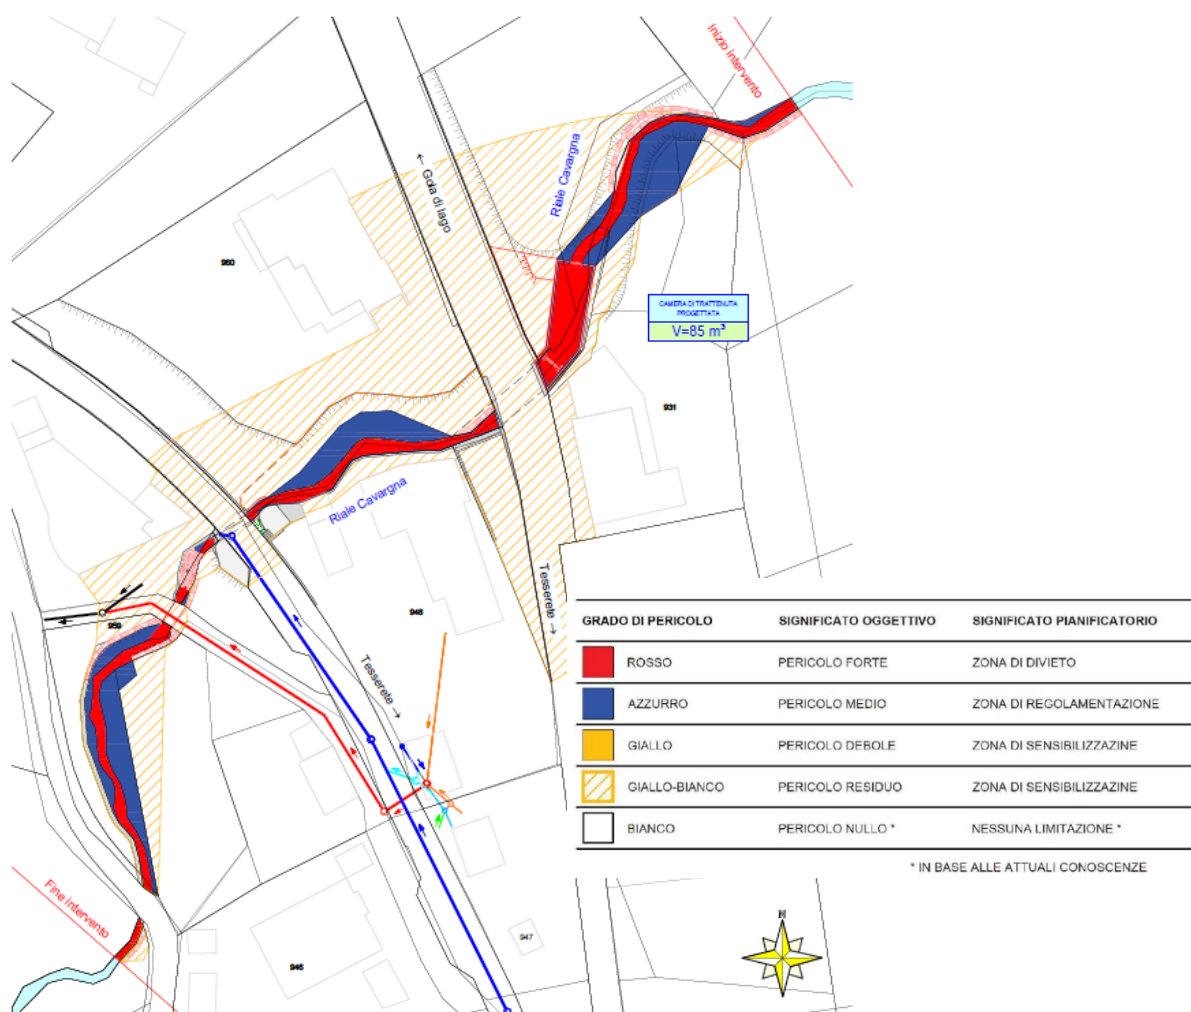 Inizio intervento
Riale Cavargna
← Gola di lago
960
CAMERA DI TRATTENUTA
PROGETTATA
V=85 m³
931
Riale Cavargna
Tesserete →
948
959
Tesserete →
GRADO DI PERICOLO SIGNIFICATO OGGETTIVO SIGNIFICATO PIANIFICATORIO
ROSSO PERICOLO FORTE ZONA DI DIVIETO
AZZURRO PERICOLO MEDIO ZONA DI REGOLAMENTAZIONE
GIALLO PERICOLO DEBOLE ZONA DI SENSIBILIZZAZINE
GIALLO-BIANCO PERICOLO RESIDUO ZONA DI SENSIBILIZZAZINE
BIANCO PERICOLO NULLO * NESSUNA LIMITAZIONE *
* IN BASE ALLE ATTUALI CONOSCENZE
Fine intervento
N
947
946